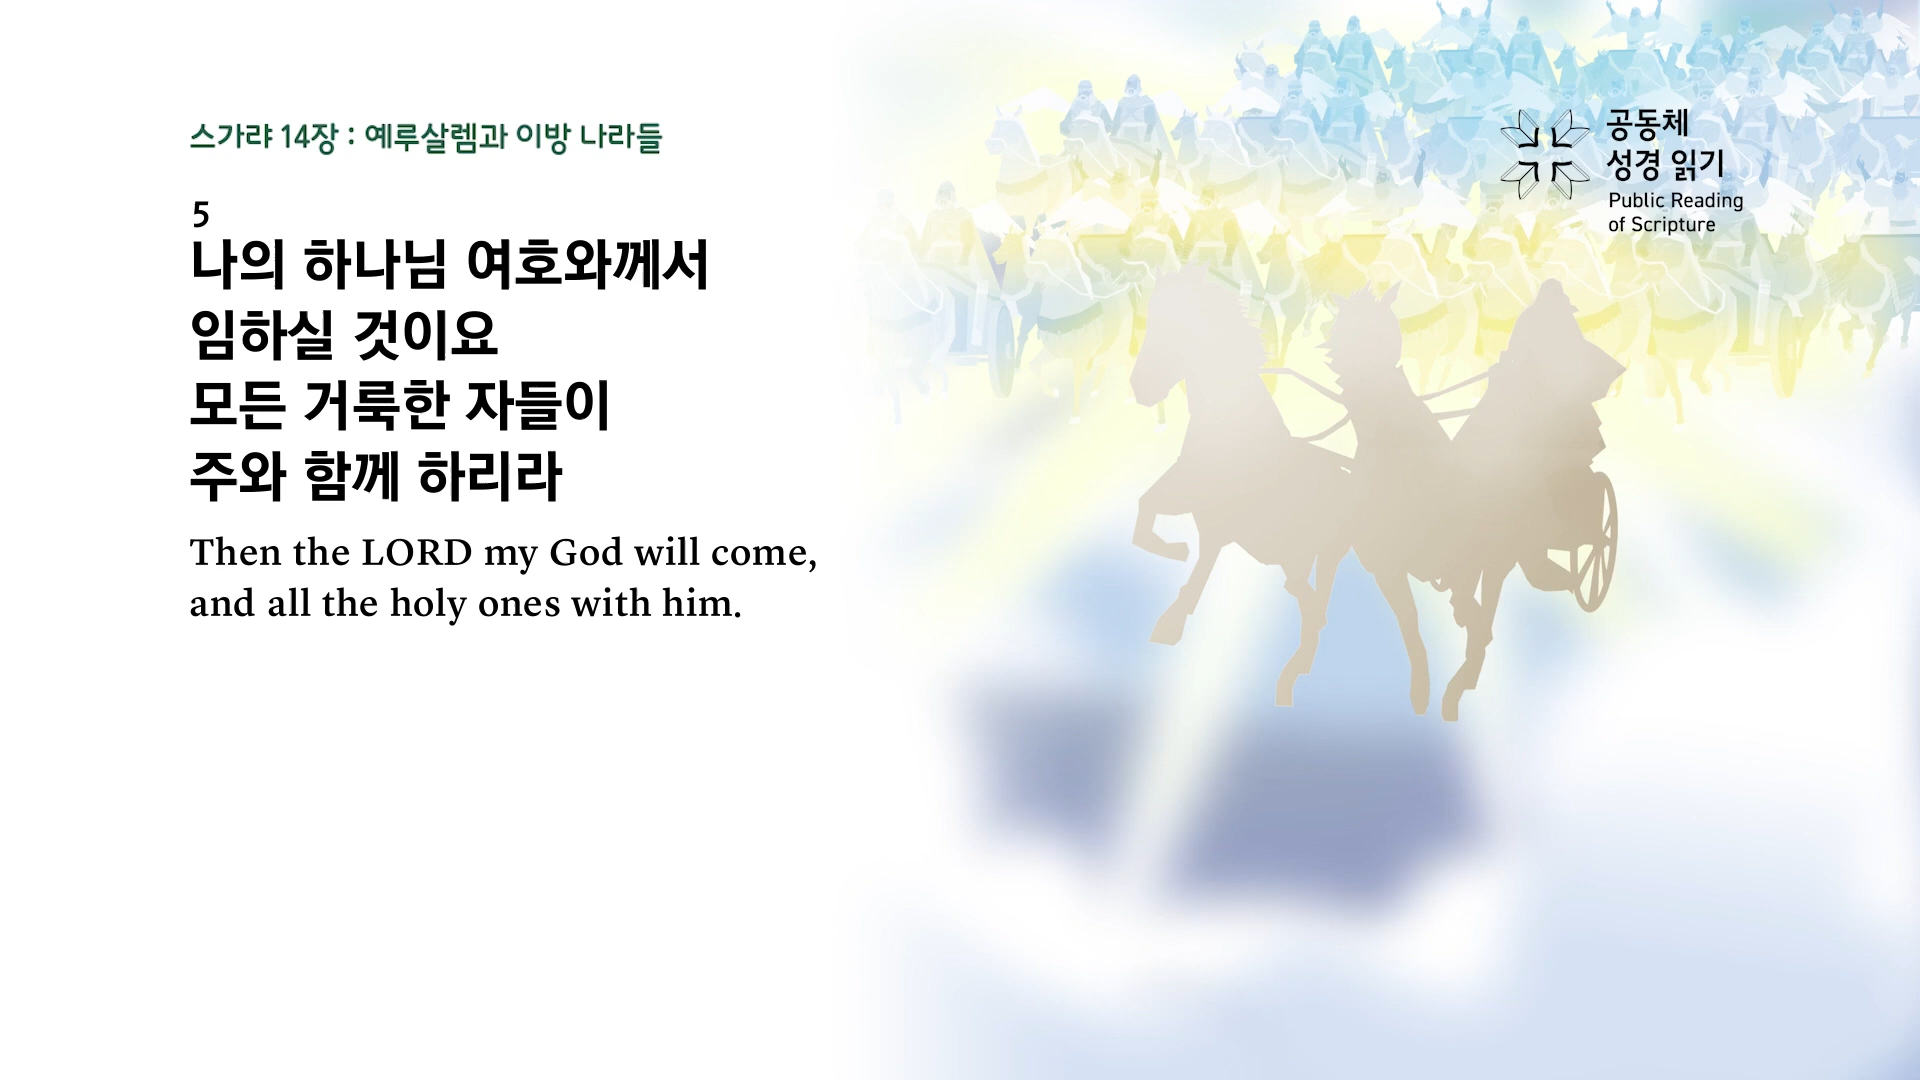 스가랴 14장 : 예루살렘과 이방 나라들
5
나의 하나님 여호와께서
임하실 것이요
모든 거룩한 자들이
주와 함께 하리라
Then the LORD my God will come,
and all the holy ones with him.
공동체
성경 읽기
Public Reading
of Scripture